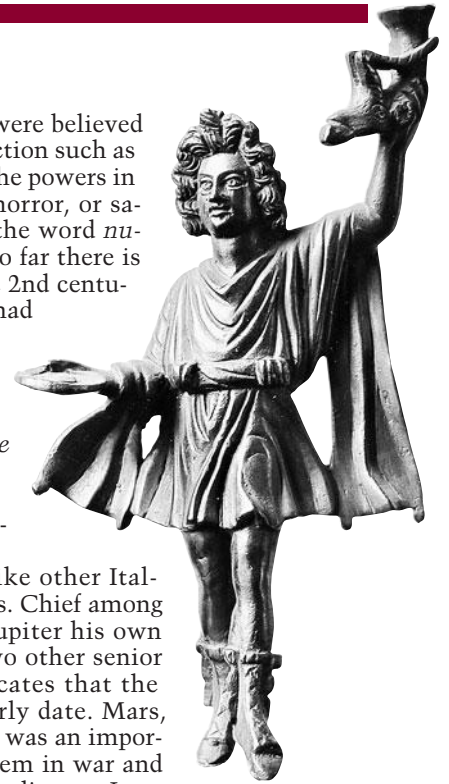 were believed
ction such as
he powers in
horror, or sa-
the word nu-
o far there is
2nd centu-
had
e
-
ike other Ital-
s. Chief among
upiter his own
vo other senior
cates that the
rly date. Mars,
was an impor-
em in war and